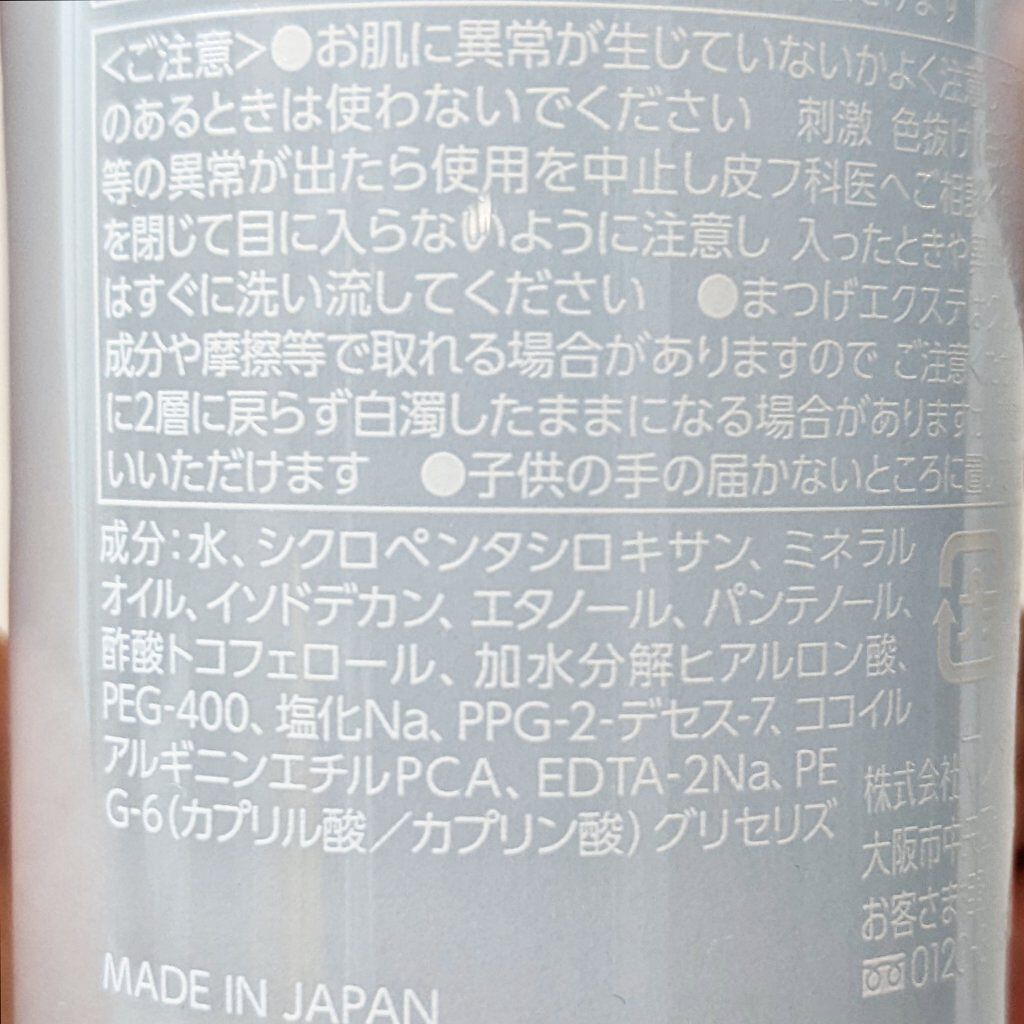 <ご注意>●お肌に異常が生じていないかよく注意
のあるときは使わないでください 刺激 色抜け
等の異常が出たら使用を中止し皮フ科医へご相談
を閉じて目に入らないように注意し 入ったときや
はすぐに洗い流してください ●まつげエクステ
成分や摩擦等で取れる場合がありますので ご注意
に2層に戻らず白濁したままになる場合があります
いいただけます ●子供の手の届かないところに置
成分：水、シクロペンタシロキサン、ミネラル
オイル、イソドデカン、エタノール、パンテノール、
酢酸トコフェロール、加水分解ヒアルロン酸、
PEG-400、塩化Na、PPG-2-デセス-7、ココイル
アルギニンエチルPCA、EDTA-2Na、PE
G-6（カプリル酸／カプリン酸）グリセリズ
株式会社
大阪市中
お客さま
012
MADE IN JAPAN